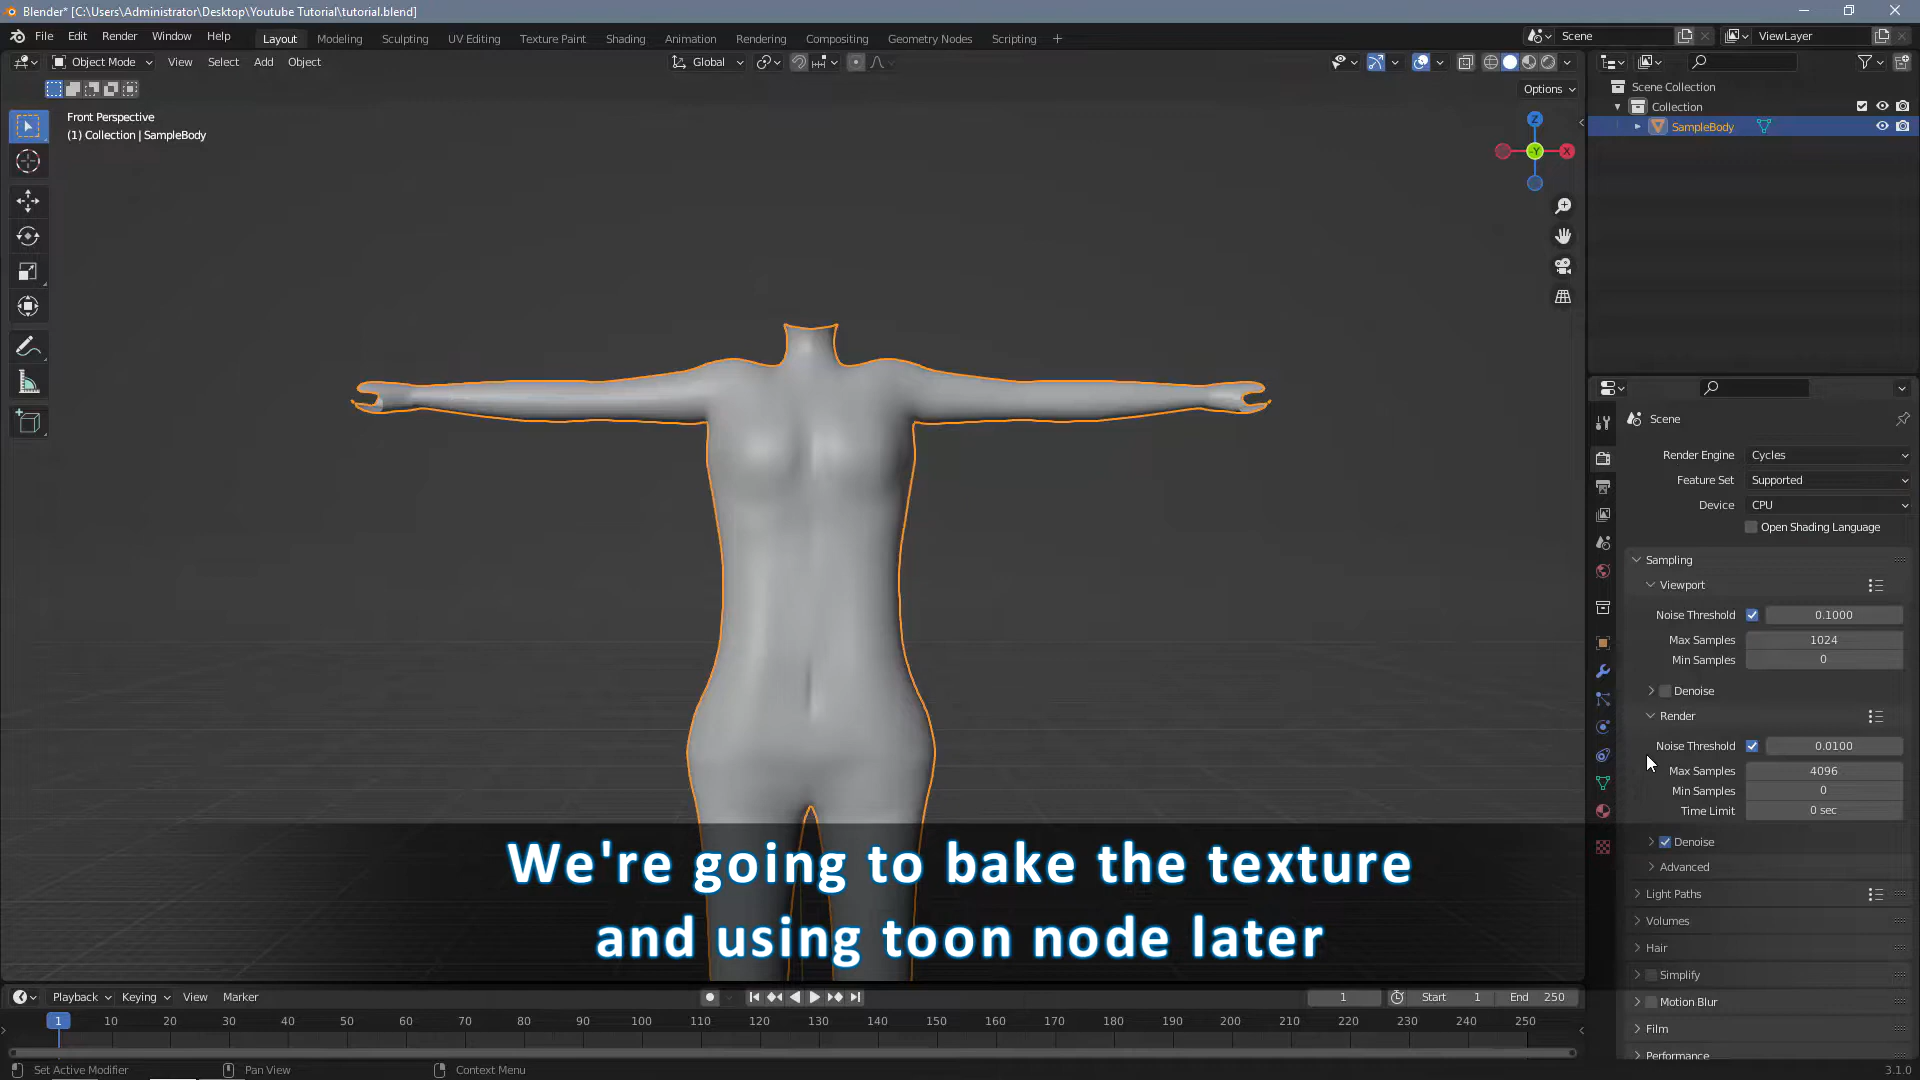 Blender* [C:\Users\Administrator\Desktop\Youtube Tutorial\tutorial.blend]
File Edit Render Window Help Layout Modeling Sculpting UV Editing Texture Paint Shading Animation Rendering Compositing Geometry Nodes Scripting + Scene ViewLayer
Object Mode View Select Add Object Global
Options
Front Perspective
(1) Collection | SampleBody
Z
-Y
X
Scene Collection
Collection
SampleBody
Scene
Render Engine Cycles
Feature Set Supported
Device CPU
Open Shading Language
Sampling
Viewport
Noise Threshold 0.1000
Max Samples 1024
Min Samples 0
Denoise
Render
Noise Threshold 0.0100
Max Samples 4096
Min Samples 0
Time Limit 0 sec
Denoise
Advanced
Light Paths
Volumes
Hair
Simplify
Motion Blur
Film
Performance
We're going to bake the texture
and using toon node later
Playback Keying View Marker 1 Start 1 End 250
1 10 20 30 40 50 60 70 80 90 100 110 120 130 140 150 160 170 180 190 200 210 220 230 240 250
Set Active Modifier Pan View Context Menu 3.1.0